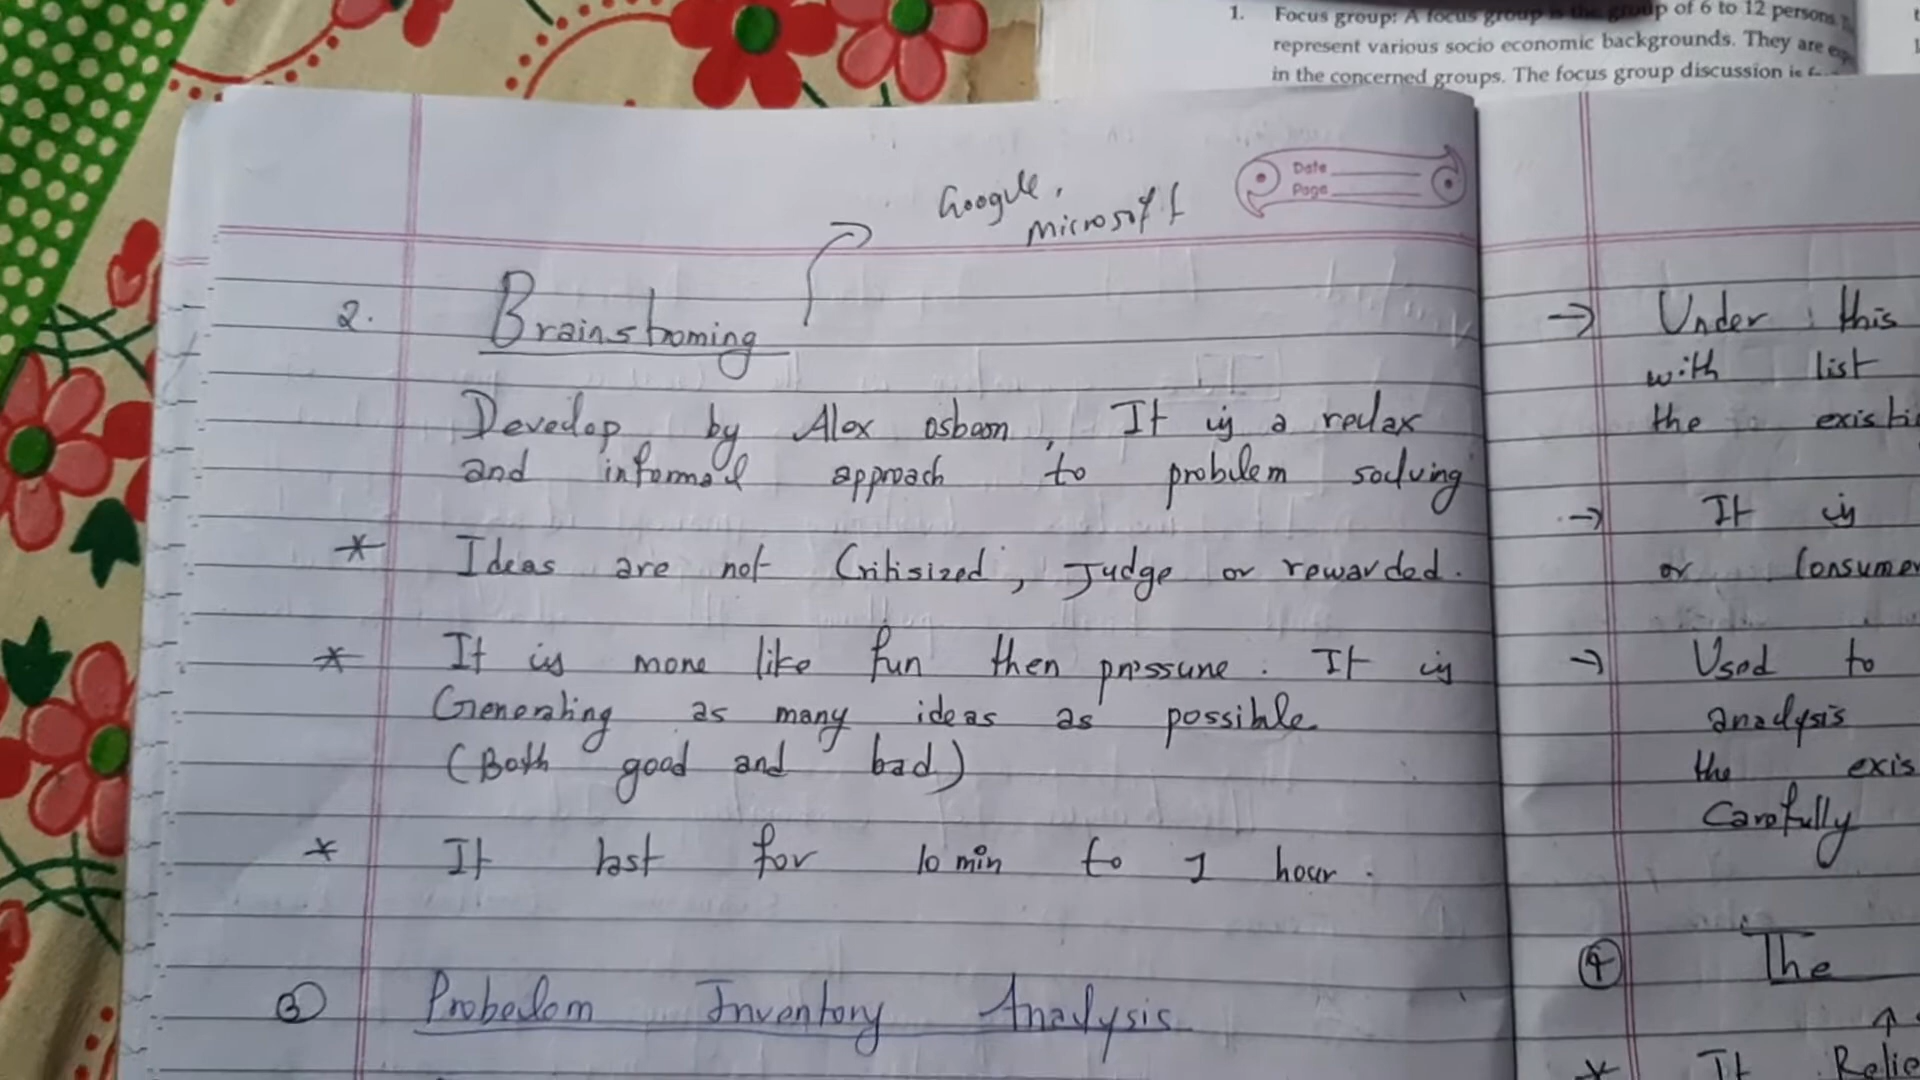 1. Focus group: A focus group is the group of 6 to 12 persons
represent various socio economic backgrounds. They are
in the concerned groups. The focus group discussion is
Date
Page
Google,
microsoft
2. Brainstroming
Develop by Alex osbaon, It is a relax
and informal approach to problem solving
* Ideas are not Critisized, Judge or rewarded.
* It is more like fun then pressure. It is
Generating as many ideas as possible
(Both good and bad)
* It last for 10 min to 1 hour.
3 Probelem Inventory Analysis
→ Under this
with list
the existi
→ It is
or Consumer
→ Used to
analysis
the exis
Carefully
4 The
* It Relie